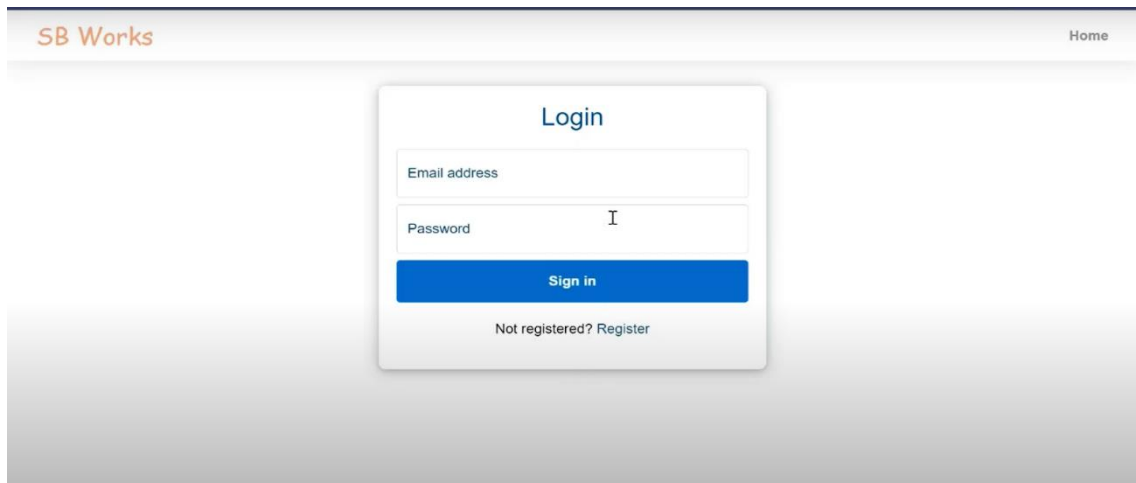 SB Works
Home
Login
Email address
Password
Sign in
Not registered? Register